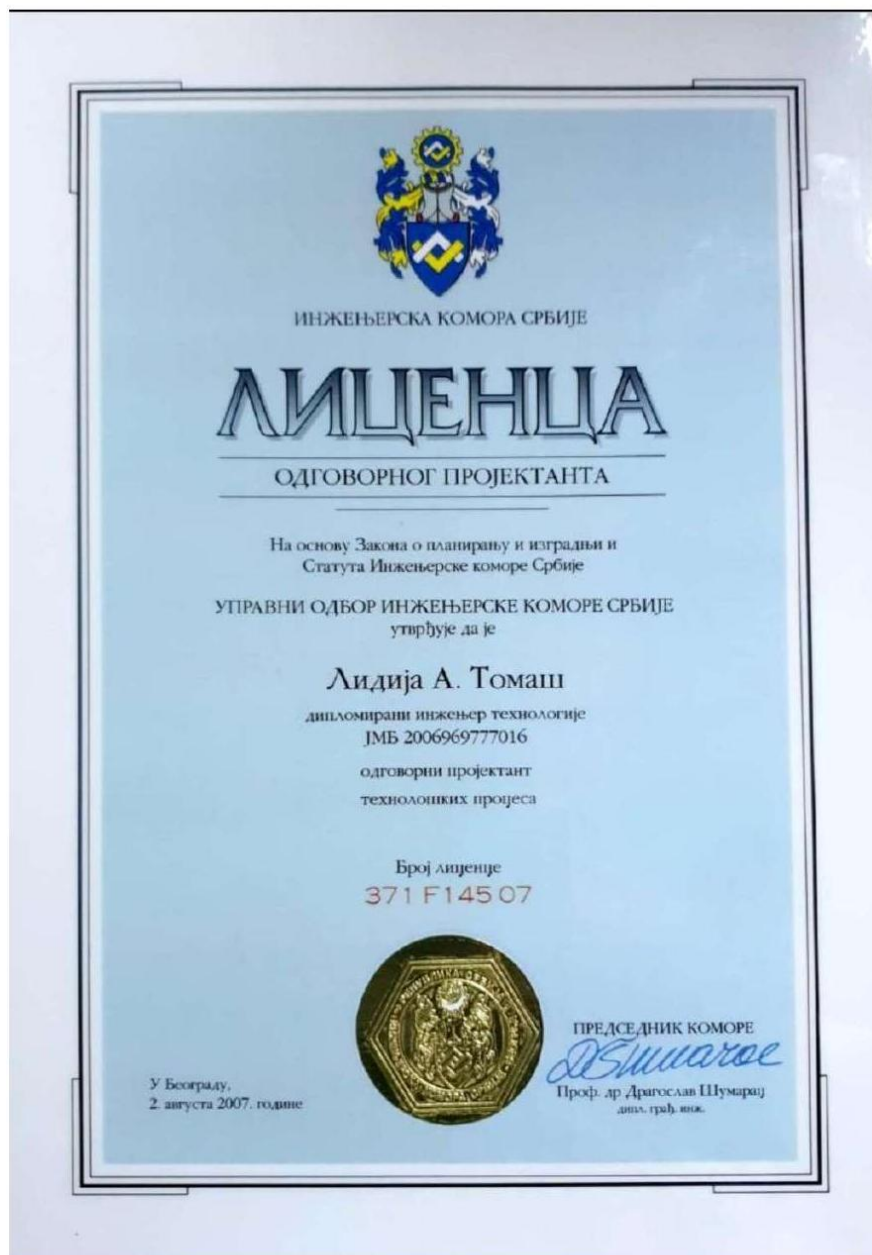 ИНЖЕЊЕРСКА КОМОРА СРБИЈЕ
ЛИЦЕНЦА
ОДГОВОРНОГ ПРОЈЕКТАНТА
На основу Закона о планирању и изградњи и
Статута Инжењерске коморе Србије
УПРАВНИ ОДБОР ИНЖЕЊЕРСКЕ КОМОРЕ СРБИЈЕ
утврђује да је
Лидија А. Томаш
дипломирани инжењер технологије
ЈМБ 2006969777016
одговорни пројектант
технолошких процеса
Број лиценце
371 F145 07
У Београду,
2. августа 2007. године
ПРЕДСЕДНИК КОМОРЕ
Проф. др Драгослав Шумарац
дипл. грађ. инж.